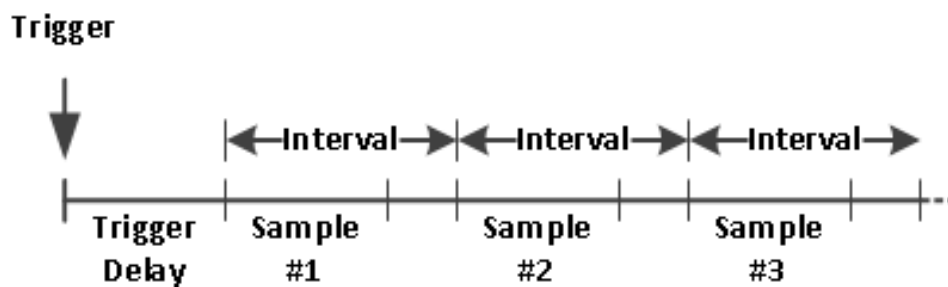 Trigger
Interval Interval Interval
Trigger Sample Sample Sample
Delay #1 #2 #3